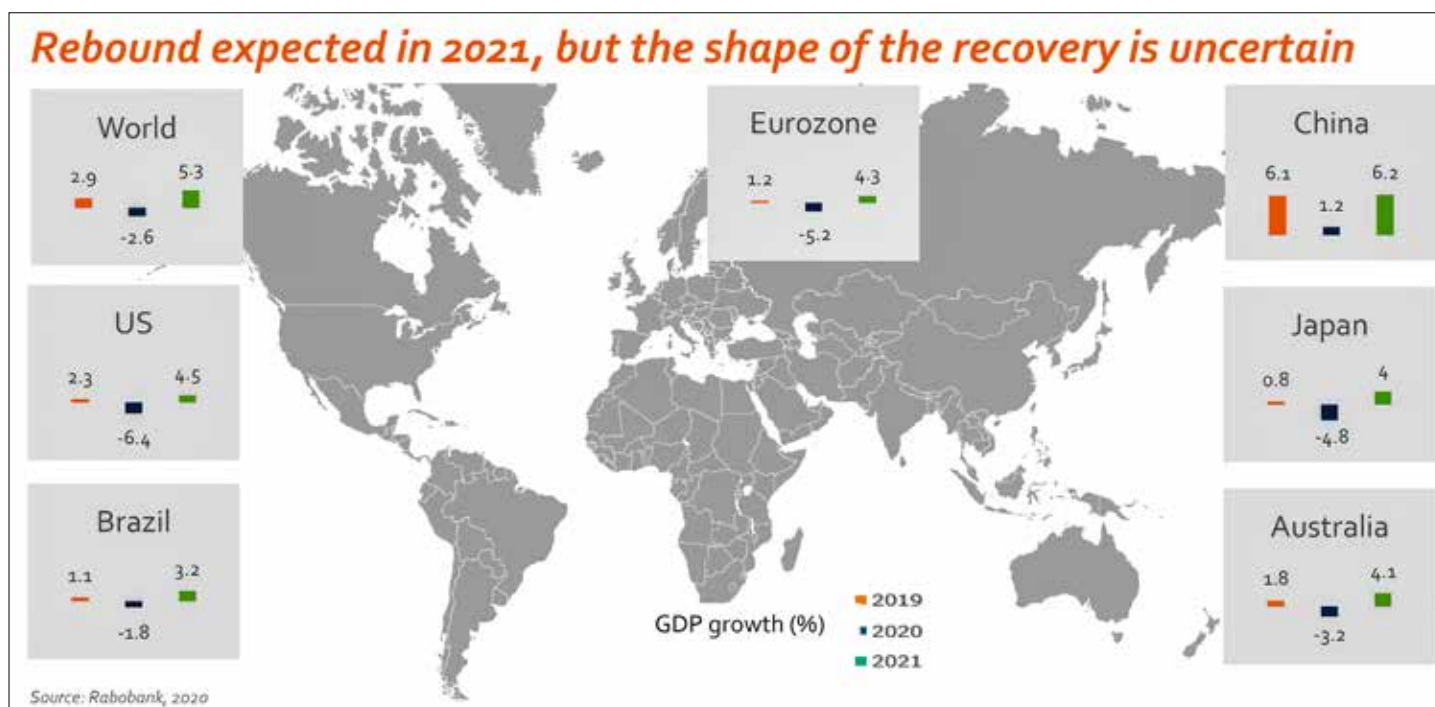 Rebound expected in 2021, but the shape of the recovery is uncertain
World
2.9
-2.6
5.3
Eurozone
1.2
-5.2
4.3
China
6.1
1.2
6.2
US
2.3
-6.4
4.5
Japan
0.8
-4.8
4
Brazil
1.1
-1.8
3.2
Australia
1.8
-3.2
4.1
GDP growth (%)
2019
2020
2021
Source: Rabobank, 2020